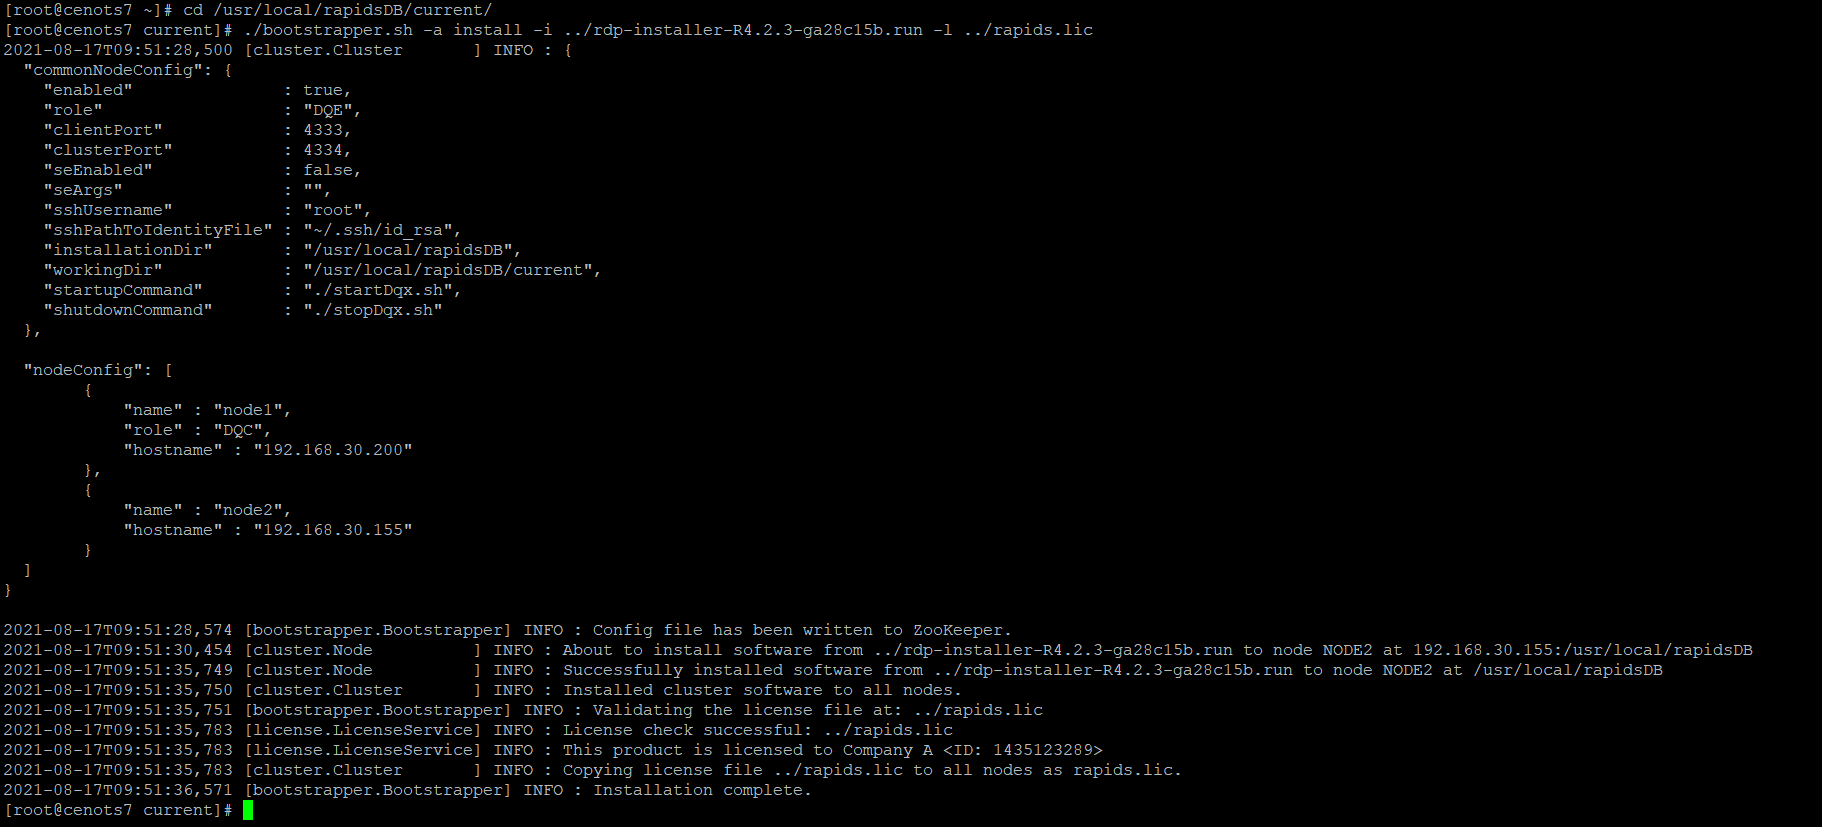 [root@cenots7 ~]# cd /usr/local/rapidsDB/current/
[root@cenots7 current]# ./bootstrapper.sh -a install -i ../rdp-installer-R4.2.3-ga28c15b.run -l ../rapids.lic
2021-08-17T09:51:28,500 [cluster.Cluster       ] INFO : {
  "commonNodeConfig": {
    "enabled"               : true,
    "role"                  : "DQE",
    "clientPort"            : 4333,
    "clusterPort"           : 4334,
    "seEnabled"             : false,
    "seArgs"                : "",
    "sshUsername"           : "root",
    "sshPathToIdentityFile" : "~/.ssh/id_rsa",
    "installationDir"       : "/usr/local/rapidsDB",
    "workingDir"            : "/usr/local/rapidsDB/current",
    "startupCommand"        : "./startDqx.sh",
    "shutdownCommand"       : "./stopDqx.sh"
  },
  "nodeConfig": [
        {
            "name" : "node1",
            "role" : "DQC",
            "hostname" : "192.168.30.200"
        },
        {
            "name" : "node2",
            "hostname" : "192.168.30.155"
        }
  ]
}
2021-08-17T09:51:28,574 [bootstrapper.Bootstrapper] INFO : Config file has been written to ZooKeeper.
2021-08-17T09:51:30,454 [cluster.Node          ] INFO : About to install software from ../rdp-installer-R4.2.3-ga28c15b.run to node NODE2 at 192.168.30.155:/usr/local/rapidsDB
2021-08-17T09:51:35,749 [cluster.Node          ] INFO : Successfully installed software from ../rdp-installer-R4.2.3-ga28c15b.run to node NODE2 at /usr/local/rapidsDB
2021-08-17T09:51:35,750 [cluster.Cluster       ] INFO : Installed cluster software to all nodes.
2021-08-17T09:51:35,751 [bootstrapper.Bootstrapper] INFO : Validating the license file at: ../rapids.lic
2021-08-17T09:51:35,783 [license.LicenseService] INFO : License check successful: ../rapids.lic
2021-08-17T09:51:35,783 [license.LicenseService] INFO : This product is licensed to Company A <ID: 1435123289>
2021-08-17T09:51:35,783 [cluster.Cluster       ] INFO : Copying license file ../rapids.lic to all nodes as rapids.lic.
2021-08-17T09:51:36,571 [bootstrapper.Bootstrapper] INFO : Installation complete.
[root@cenots7 current]#